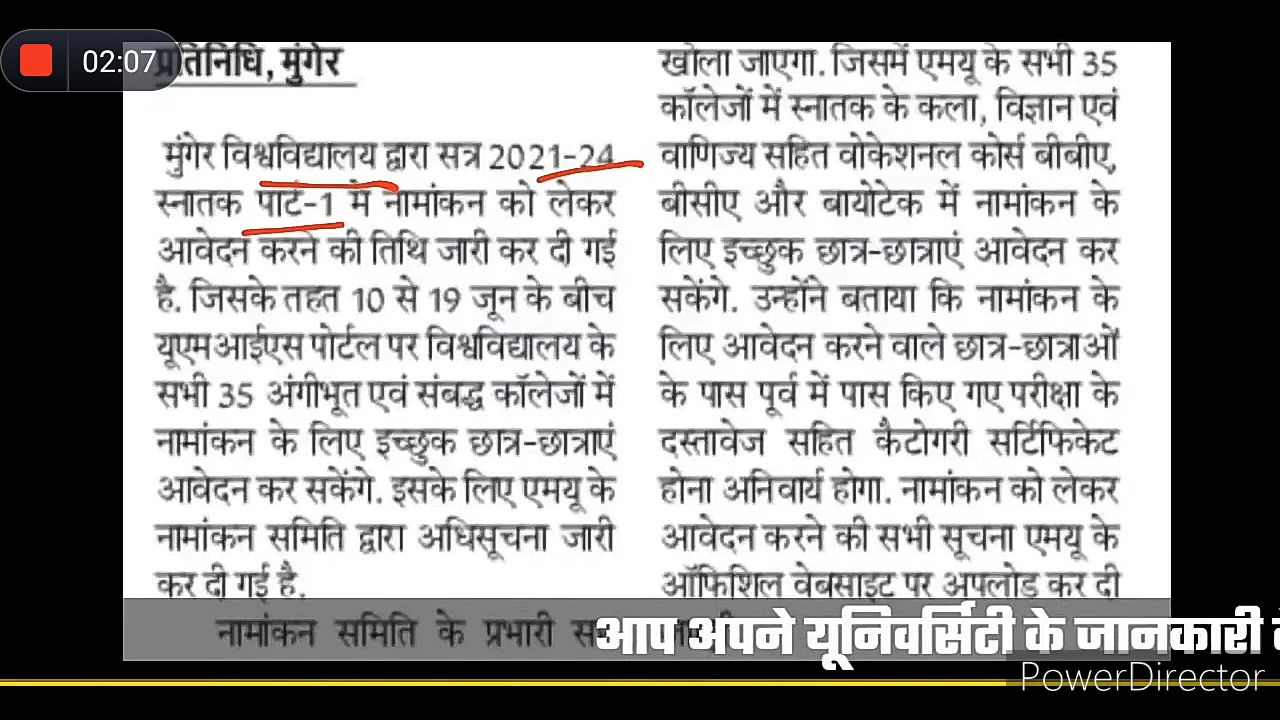 02:07
प्रतिनिधि, मुंगेर
मुंगेर विश्वविद्यालय द्वारा सत्र 2021-24
स्नातक पार्ट-1 में नामांकन को लेकर
आवेदन करने की तिथि जारी कर दी गई
है. जिसके तहत 10 से 19 जून के बीच
यूएमआईएस पोर्टल पर विश्वविद्यालय के
सभी 35 अंगीभूत एवं संबद्ध कॉलेजों में
नामांकन के लिए इच्छुक छात्र-छात्राएं
आवेदन कर सकेंगे. इसके लिए एमयू के
नामांकन समिति द्वारा अधिसूचना जारी
कर दी गई है.
नामांकन समिति के प्रभारी
खोला जाएगा. जिसमें एमयू के सभी 35
कॉलेजों में स्नातक के कला, विज्ञान एवं
वाणिज्य सहित वोकेशनल कोर्स बीबीए,
बीसीए और बायोटेक में नामांकन के
लिए इच्छुक छात्र-छात्राएं आवेदन कर
सकेंगे. उन्होंने बताया कि नामांकन के
लिए आवेदन करने वाले छात्र-छात्राओं
के पास पूर्व में पास किए गए परीक्षा के
दस्तावेज सहित कैटोगरी सर्टिफिकेट
होना अनिवार्य होगा. नामांकन को लेकर
आवेदन करने की सभी सूचना एमयू के
ऑफिशिल वेबसाइट पर अपलोड कर दी
आप अपने यूनिवर्सिटी के जानकारी
PowerDirector